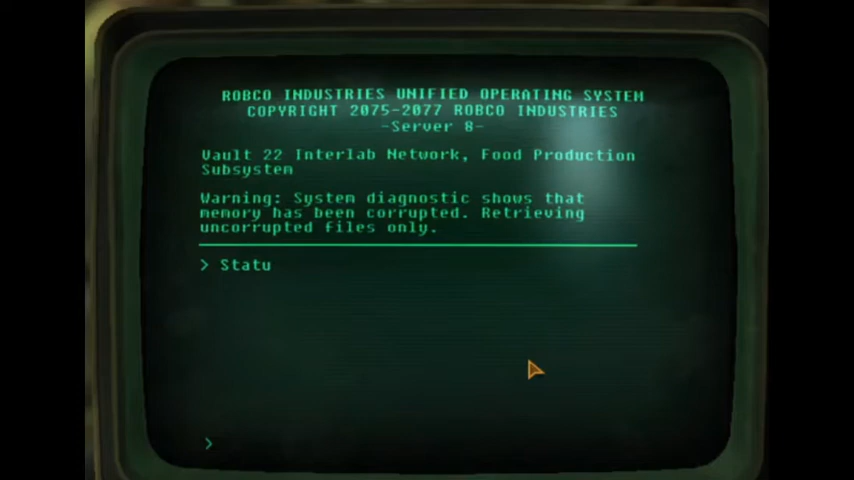 ROBCO INDUSTRIES UNIFIED OPERATING SYSTEM
COPYRIGHT 2075-2077 ROBCO INDUSTRIES
-Server 8-
Vault 22 Interlab Network, Food Production
Subsystem
Warning: System diagnostic shows that
memory has been corrupted. Retrieving
uncorrupted files only.
> Statu
>